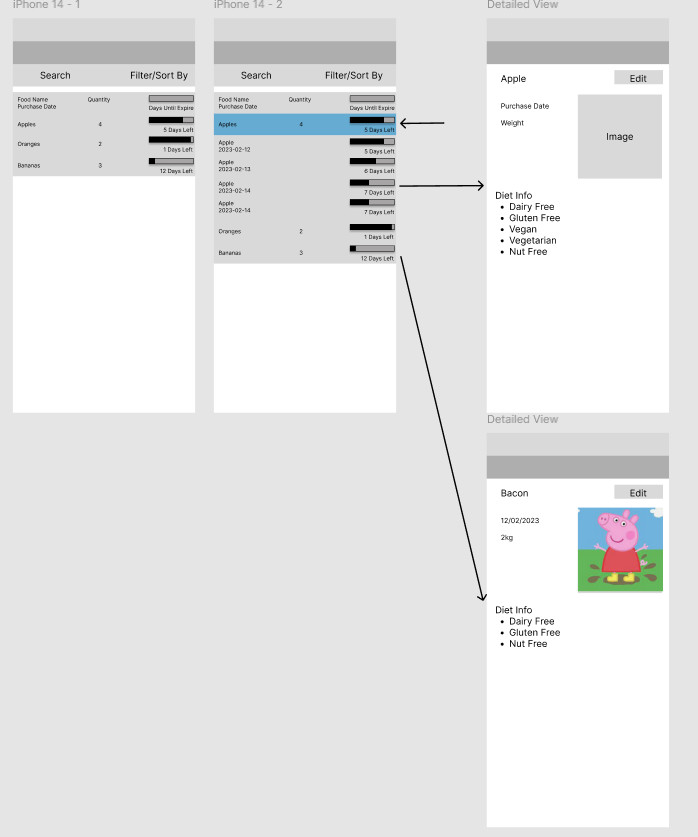 iPhone 14 - 1
Search Filter/Sort By
Food Name Quantity
Purchase Date Days Until Expire
Apples 4
5 Days Left
Oranges 2
1 Days Left
Bananas 3
12 Days Left
iPhone 14 - 2
Search Filter/Sort By
Food Name Quantity
Purchase Date Days Until Expire
Apples 4
5 Days Left
Apple
2023-02-12
5 Days Left
Apple
2023-02-13
6 Days Left
Apple
2023-02-14
7 Days Left
Apple
2023-02-14
7 Days Left
Oranges 2
1 Days Left
Bananas 3
12 Days Left
Detailed View
Apple Edit
Purchase Date
Weight
Image
Diet Info
• Dairy Free
• Gluten Free
• Vegan
• Vegetarian
• Nut Free
Detailed View
Bacon Edit
12/02/2023
2kg
Diet Info
• Dairy Free
• Gluten Free
• Nut Free